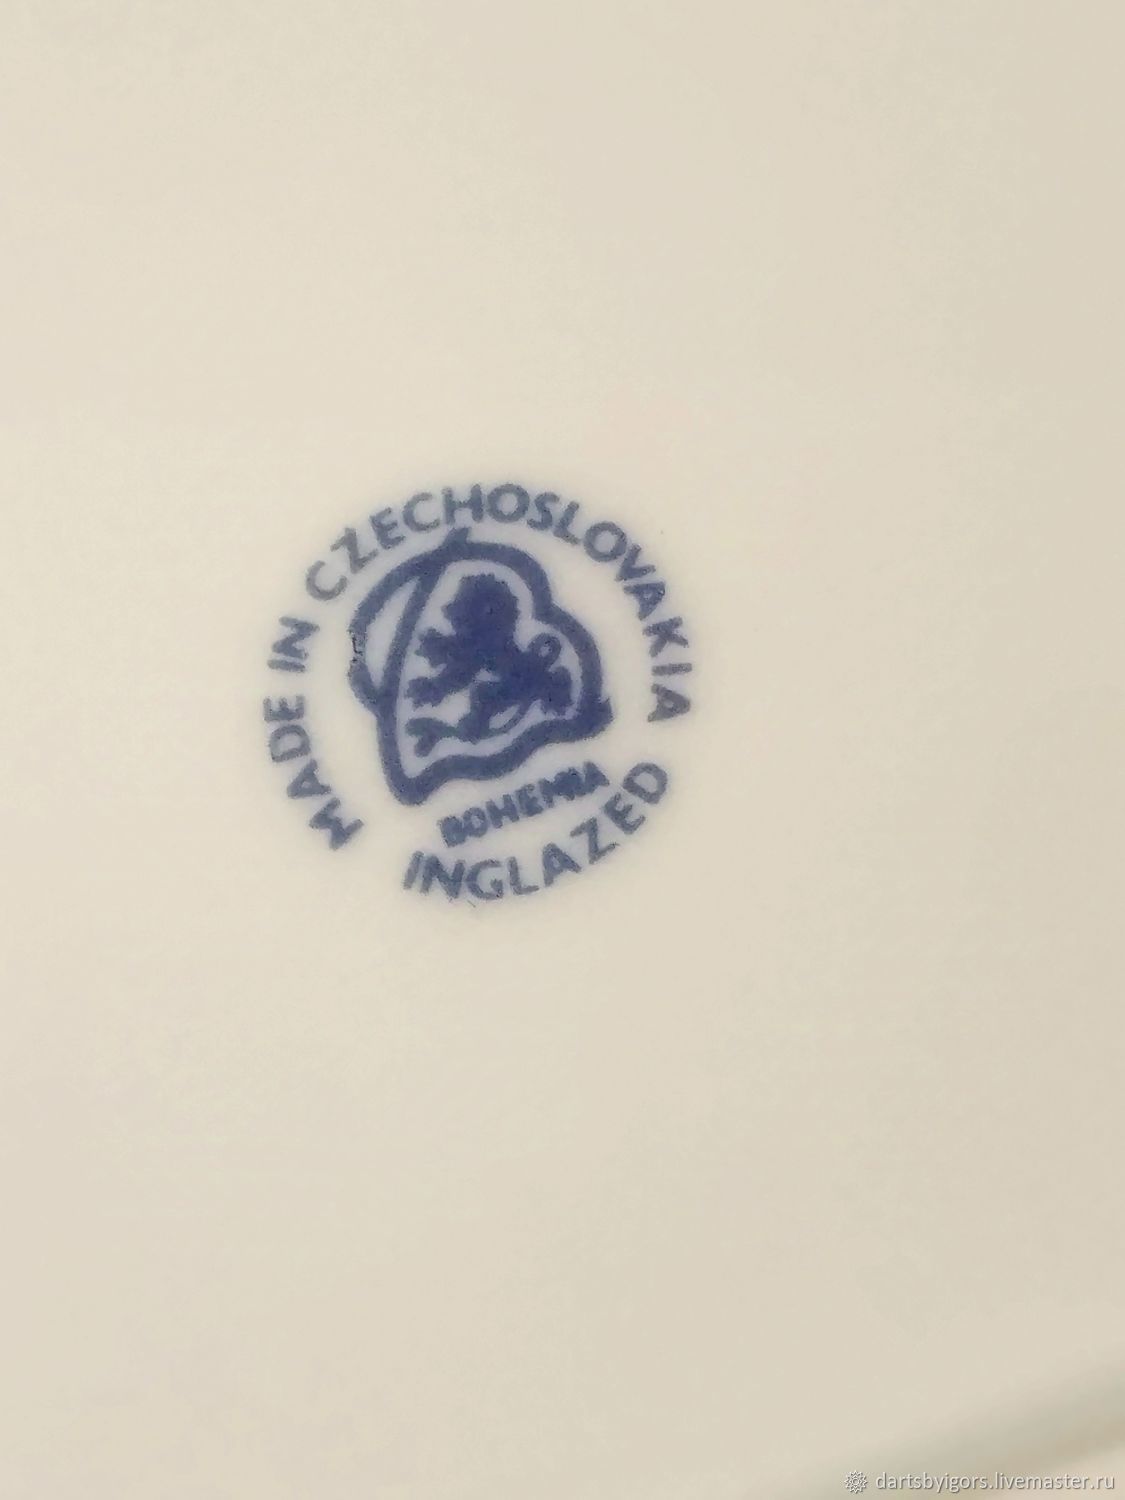 MADE IN CZECHOSLOVAKIA
BOHEMIA
INGLAZED
dartsbyigors.livemaster.ru